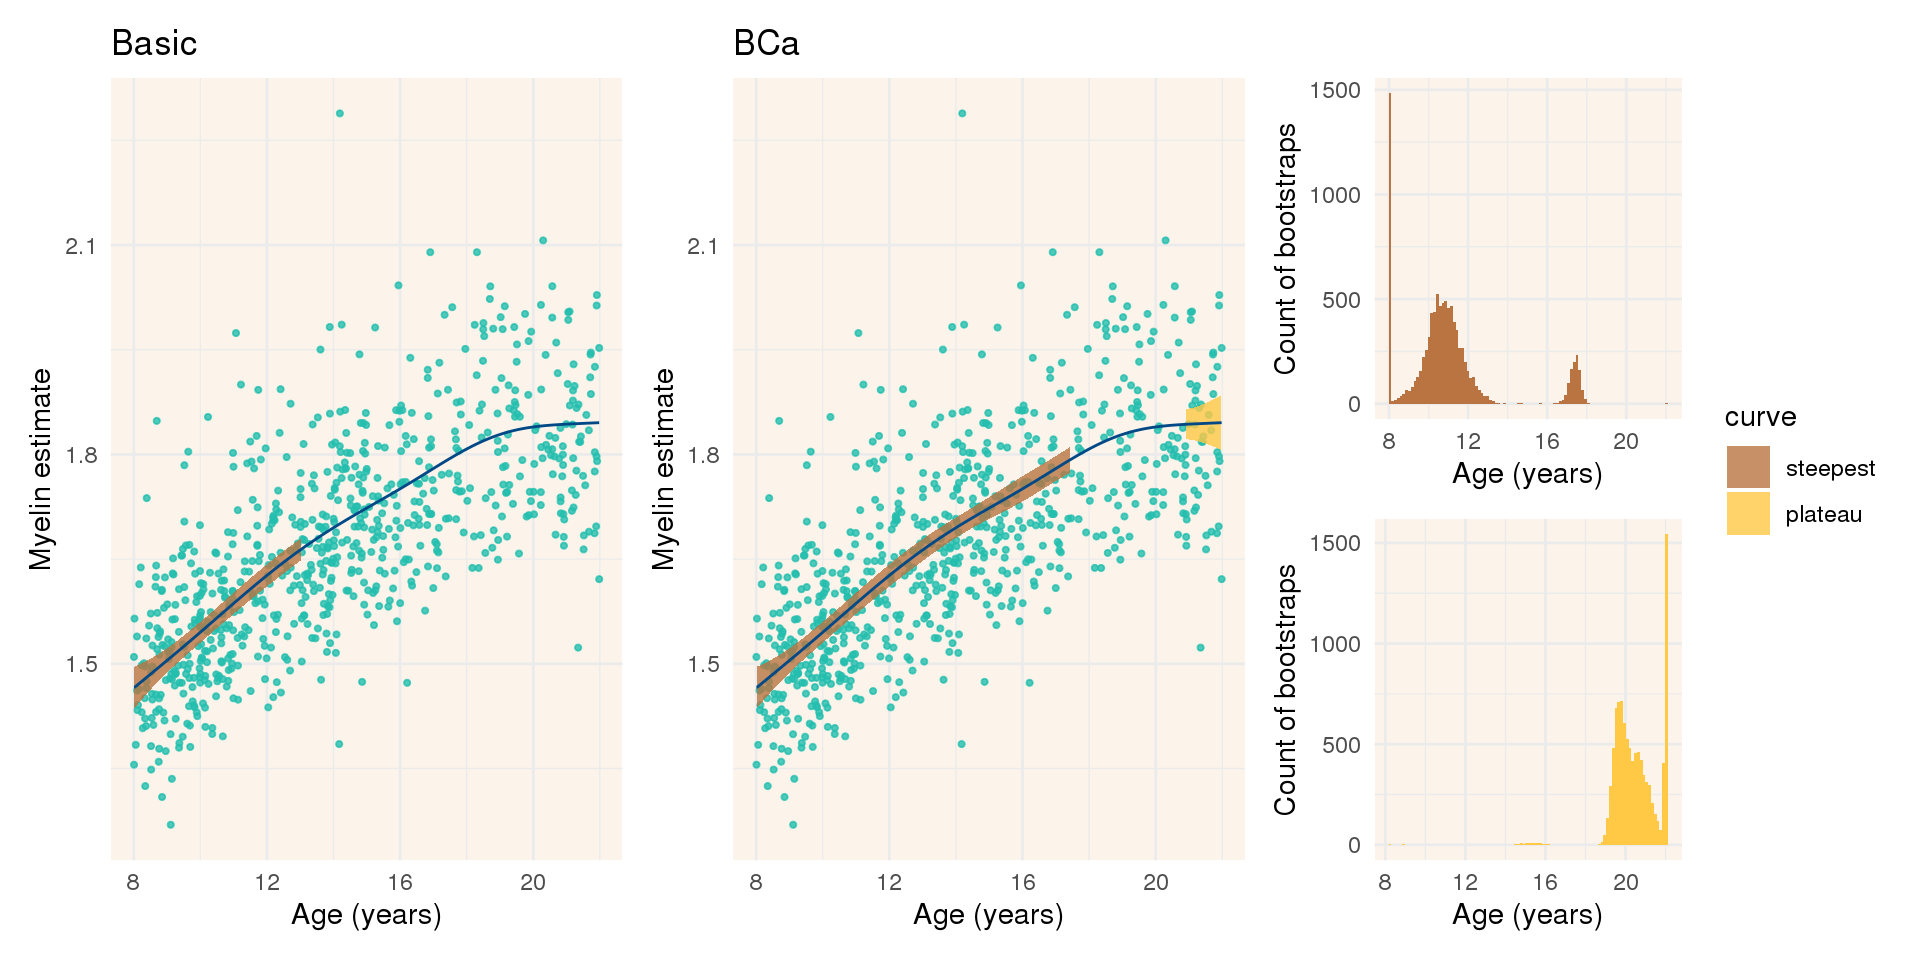 Basic
Myelin estimate
2.1
1.8
1.5
8
12
16
20
Age (years)
BCa
Myelin estimate
2.1
1.8
1.5
8
12
16
20
Age (years)
Count of bootstraps
1500
1000
500
0
8
12
16
20
Age (years)
Count of bootstraps
1500
1000
500
0
8
12
16
20
Age (years)
curve
steepest
plateau